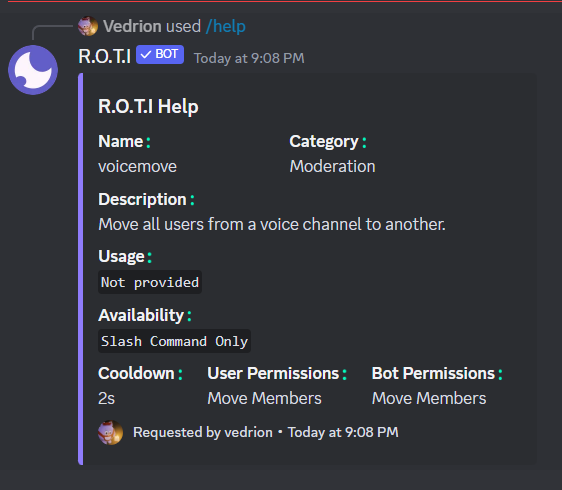 Vedrion used /help
R.O.T.I ✓ BOT Today at 9:08 PM
R.O.T.I Help
Name : Category :
voicemove Moderation
Description :
Move all users from a voice channel to another.
Usage :
Not provided
Availability :
Slash Command Only
Cooldown : User Permissions : Bot Permissions :
2s Move Members Move Members
Requested by vedrion • Today at 9:08 PM